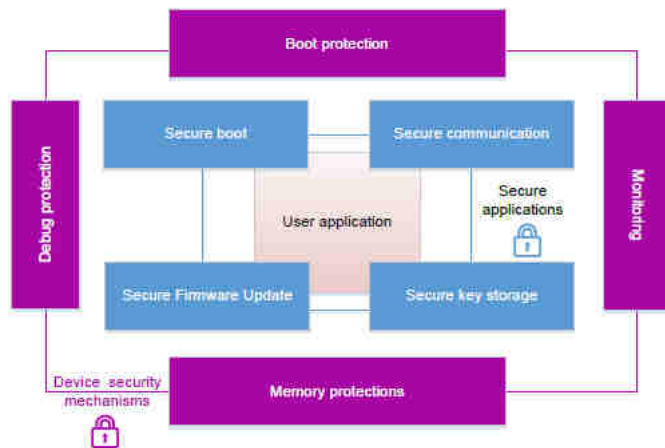 Boot protection
Secure boot
Secure communication
Debug protection
Monitoring
Secure
applications
User application
Secure Firmware Update
Secure key storage
Device security
mechanisms
Memory protections